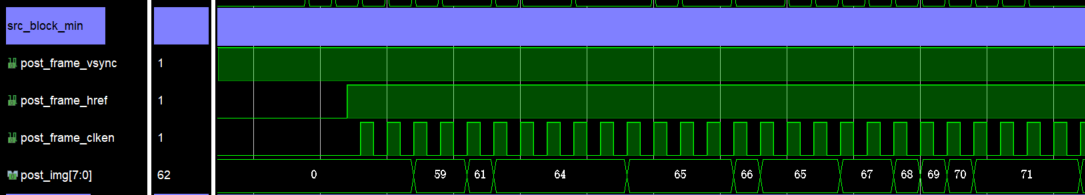 src_block_min
post_frame_vsync 1
post_frame_href 1
post_frame_clken 1
post_img[7:0] 62 0 59 61 64 65 66 65 67 68 69 70 71